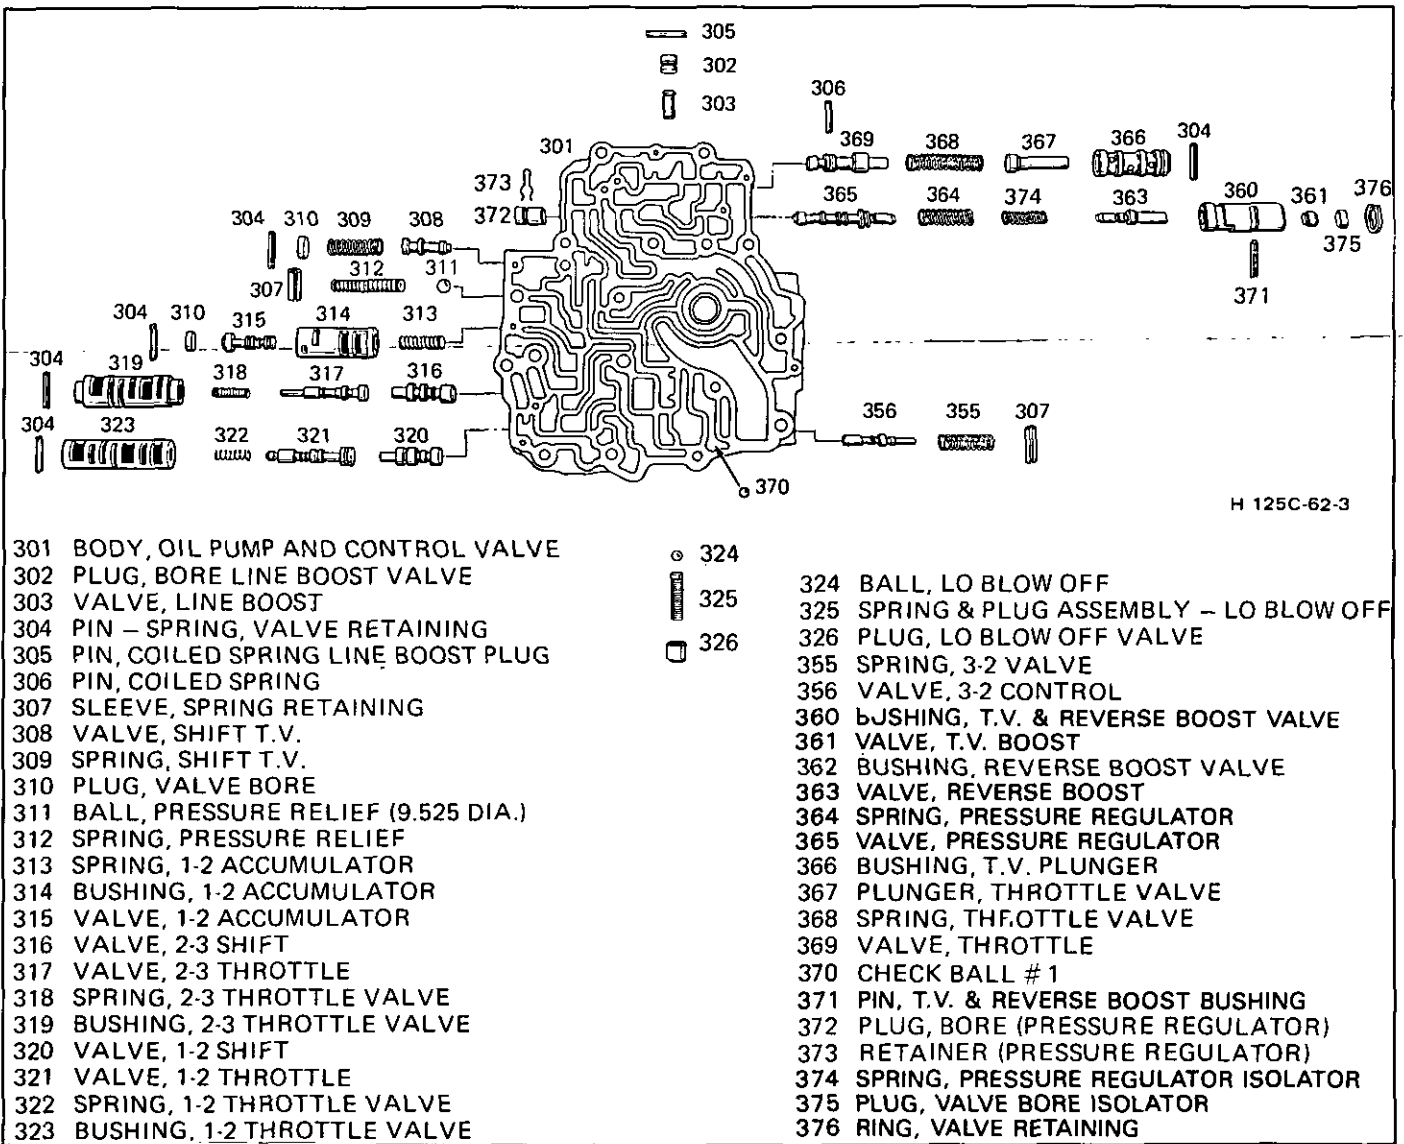 305
302
303
306
301
369
368
367
366
304
373
372
365
364
374
363
360
361
376
375
371
304
310
309
308
307
312
311
304
310
315
314
313
304
319
318
317
316
304
323
322
321
320
356
355
307
370
H 125C-62-3
301 BODY, OIL PUMP AND CONTROL VALVE
302 PLUG, BORE LINE BOOST VALVE
303 VALVE, LINE BOOST
304 PIN – SPRING, VALVE RETAINING
305 PIN, COILED SPRING LINE BOOST PLUG
306 PIN, COILED SPRING
307 SLEEVE, SPRING RETAINING
308 VALVE, SHIFT T.V.
309 SPRING, SHIFT T.V.
310 PLUG, VALVE BORE
311 BALL, PRESSURE RELIEF (9.525 DIA.)
312 SPRING, PRESSURE RELIEF
313 SPRING, 1-2 ACCUMULATOR
314 BUSHING, 1-2 ACCUMULATOR
315 VALVE, 1-2 ACCUMULATOR
316 VALVE, 2-3 SHIFT
317 VALVE, 2-3 THROTTLE
318 SPRING, 2-3 THROTTLE VALVE
319 BUSHING, 2-3 THROTTLE VALVE
320 VALVE, 1-2 SHIFT
321 VALVE, 1-2 THROTTLE
322 SPRING, 1-2 THROTTLE VALVE
323 BUSHING, 1-2 THROTTLE VALVE
324
325
326
324 BALL, LO BLOW OFF
325 SPRING & PLUG ASSEMBLY – LO BLOW OFF
326 PLUG, LO BLOW OFF VALVE
355 SPRING, 3-2 VALVE
356 VALVE, 3-2 CONTROL
360 BUSHING, T.V. & REVERSE BOOST VALVE
361 VALVE, T.V. BOOST
362 BUSHING, REVERSE BOOST VALVE
363 VALVE, REVERSE BOOST
364 SPRING, PRESSURE REGULATOR
365 VALVE, PRESSURE REGULATOR
366 BUSHING, T.V. PLUNGER
367 PLUNGER, THROTTLE VALVE
368 SPRING, THROTTLE VALVE
369 VALVE, THROTTLE
370 CHECK BALL #1
371 PIN, T.V. & REVERSE BOOST BUSHING
372 PLUG, BORE (PRESSURE REGULATOR)
373 RETAINER (PRESSURE REGULATOR)
374 SPRING, PRESSURE REGULATOR ISOLATOR
375 PLUG, VALVE BORE ISOLATOR
376 RING, VALVE RETAINING